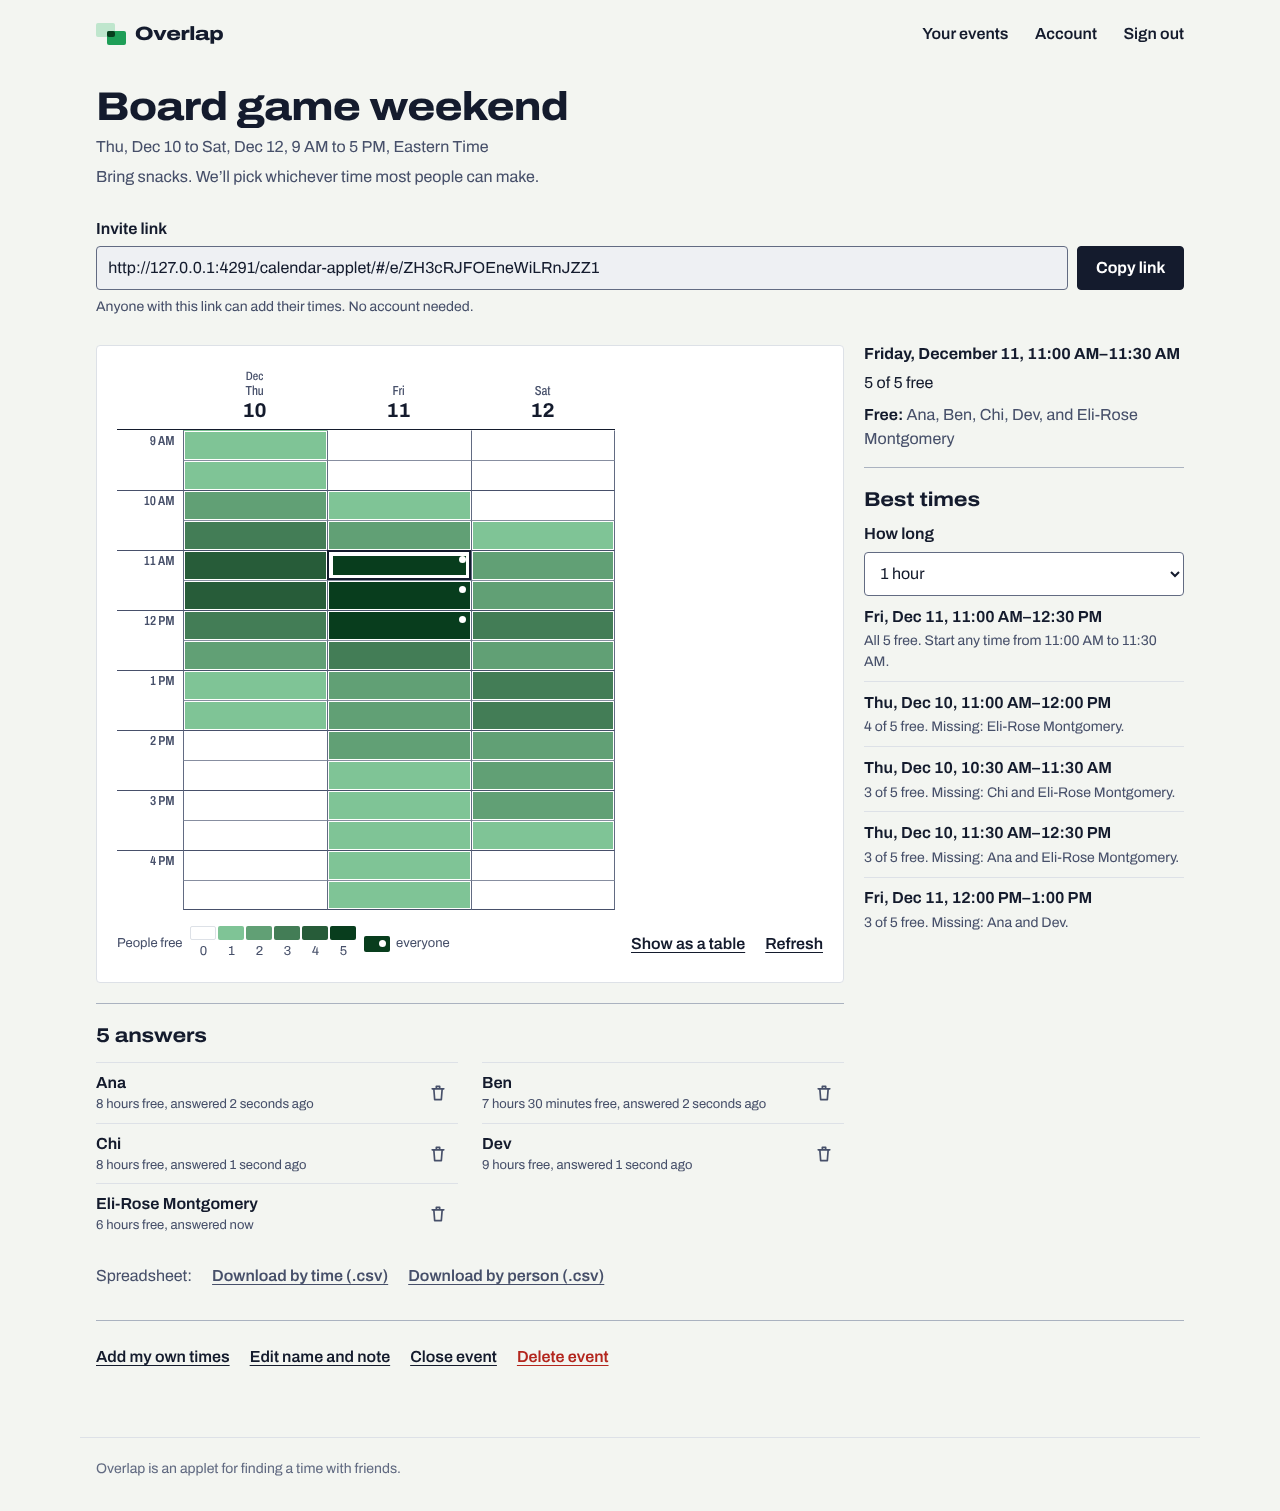 Overlap
Your events Account Sign out
Board game weekend
Thu, Dec 10 to Sat, Dec 12, 9 AM to 5 PM, Eastern Time
Bring snacks. We’ll pick whichever time most people can make.
Invite link
http://127.0.0.1:4291/calendar-applet/#/e/ZH3cRJFOEneWiLRnJZZ1
Copy link
Anyone with this link can add their times. No account needed.
Dec
Thu Fri Sat
10 11 12
9 AM
10 AM
11 AM
12 PM
1 PM
2 PM
3 PM
4 PM
People free
0 1 2 3 4 5
everyone
Show as a table Refresh
Friday, December 11, 11:00 AM–11:30 AM
5 of 5 free
Free: Ana, Ben, Chi, Dev, and Eli-Rose
Montgomery
Best times
How long
1 hour
Fri, Dec 11, 11:00 AM–12:30 PM
All 5 free. Start any time from 11:00 AM to 11:30
AM.
Thu, Dec 10, 11:00 AM–12:00 PM
4 of 5 free. Missing: Eli-Rose Montgomery.
Thu, Dec 10, 10:30 AM–11:30 AM
3 of 5 free. Missing: Chi and Eli-Rose Montgomery.
Thu, Dec 10, 11:30 AM–12:30 PM
3 of 5 free. Missing: Ana and Eli-Rose Montgomery.
Fri, Dec 11, 12:00 PM–1:00 PM
3 of 5 free. Missing: Ana and Dev.
5 answers
Ana
8 hours free, answered 2 seconds ago
Ben
7 hours 30 minutes free, answered 2 seconds ago
Chi
8 hours free, answered 1 second ago
Dev
9 hours free, answered 1 second ago
Eli-Rose Montgomery
6 hours free, answered now
Spreadsheet: Download by time (.csv) Download by person (.csv)
Add my own times Edit name and note Close event Delete event
Overlap is an applet for finding a time with friends.